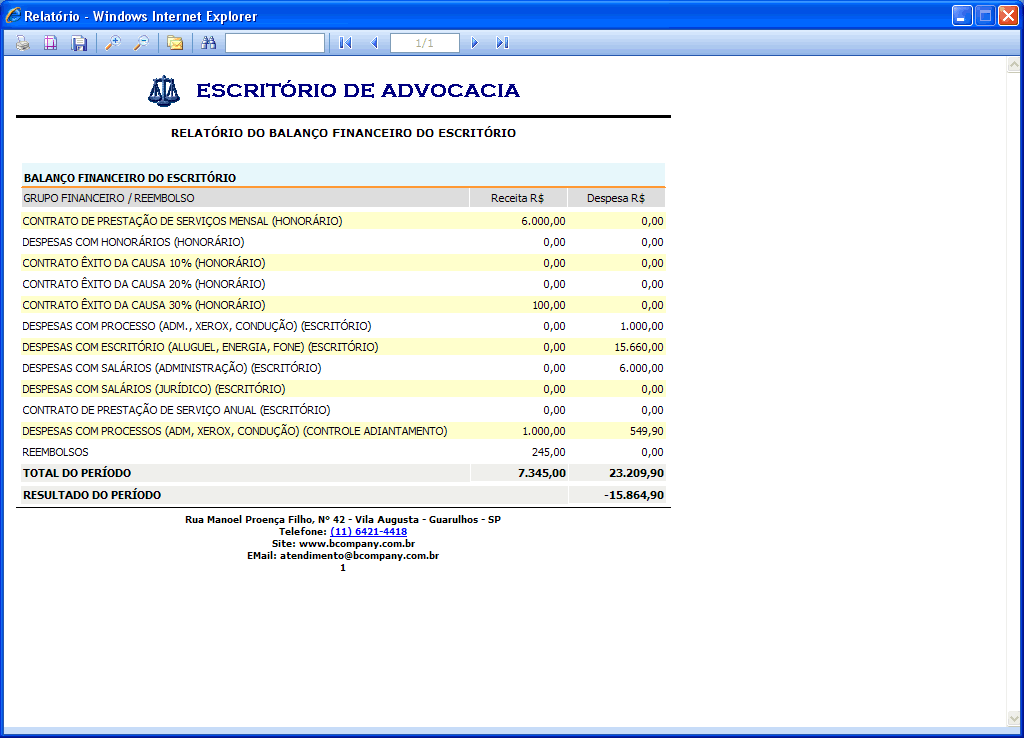 Relatório - Windows Internet Explorer
1/1
ESCRITÓRIO DE ADVOCACIA
RELATÓRIO DO BALANÇO FINANCEIRO DO ESCRITÓRIO
BALANÇO FINANCEIRO DO ESCRITÓRIO
GRUPO FINANCEIRO / REEMBOLSO Receita R$ Despesa R$
CONTRATO DE PRESTAÇÃO DE SERVIÇOS MENSAL (HONORÁRIO) 6.000,00 0,00
DESPESAS COM HONORÁRIOS (HONORÁRIO) 0,00 0,00
CONTRATO ÊXITO DA CAUSA 10% (HONORÁRIO) 0,00 0,00
CONTRATO ÊXITO DA CAUSA 20% (HONORÁRIO) 0,00 0,00
CONTRATO ÊXITO DA CAUSA 30% (HONORÁRIO) 100,00 0,00
DESPESAS COM PROCESSO (ADM., XEROX, CONDUÇÃO) (ESCRITÓRIO) 0,00 1.000,00
DESPESAS COM ESCRITÓRIO (ALUGUEL, ENERGIA, FONE) (ESCRITÓRIO) 0,00 15.660,00
DESPESAS COM SALÁRIOS (ADMINISTRAÇÃO) (ESCRITÓRIO) 0,00 6.000,00
DESPESAS COM SALÁRIOS (JURÍDICO) (ESCRITÓRIO) 0,00 0,00
CONTRATO DE PRESTAÇÃO DE SERVIÇO ANUAL (ESCRITÓRIO) 0,00 0,00
DESPESAS COM PROCESSOS (ADM, XEROX, CONDUÇÃO) (CONTROLE ADIANTAMENTO) 1.000,00 549,90
REEMBOLSOS 245,00 0,00
TOTAL DO PERÍODO 7.345,00 23.209,90
RESULTADO DO PERÍODO -15.864,90
Rua Manoel Proença Filho, Nº 42 - Vila Augusta - Guarulhos - SP
Telefone: (11) 6421-4418
Site: www.bcompany.com.br
EMail: atendimento@bcompany.com.br
1